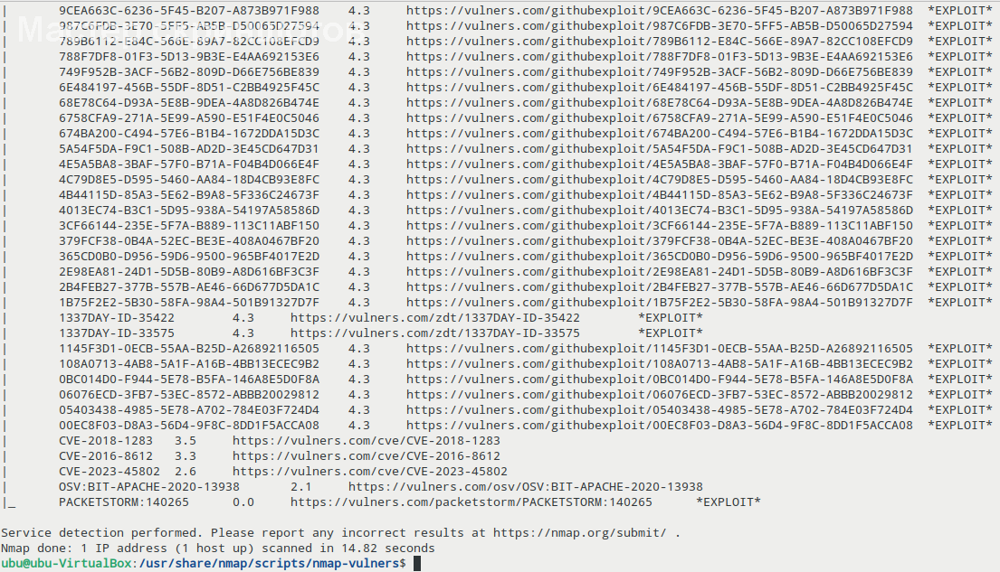 | 9CEA663C-6236-5F45-B207-A873B971F988 4.3 https://vulners.com/githubexploit/9CEA663C-6236-5F45-B207-A873B971F988 *EXPLOIT*
| 987C6FDB-3E70-5FF5-AB5B-D50065D27594 4.3 https://vulners.com/githubexploit/987C6FDB-3E70-5FF5-AB5B-D50065D27594 *EXPLOIT*
| 789B6112-E84C-566E-89A7-82CC108EFCD9 4.3 https://vulners.com/githubexploit/789B6112-E84C-566E-89A7-82CC108EFCD9 *EXPLOIT*
| 788F7DF8-01F3-5D13-9B3E-E4AA692153E6 4.3 https://vulners.com/githubexploit/788F7DF8-01F3-5D13-9B3E-E4AA692153E6 *EXPLOIT*
| 749F952B-3ACF-56B2-809D-D66E756BE839 4.3 https://vulners.com/githubexploit/749F952B-3ACF-56B2-809D-D66E756BE839 *EXPLOIT*
| 6E484197-456B-55DF-8D51-C2BB4925F45C 4.3 https://vulners.com/githubexploit/6E484197-456B-55DF-8D51-C2BB4925F45C *EXPLOIT*
| 68E78C64-D93A-5E8B-9DEA-4A8D826B474E 4.3 https://vulners.com/githubexploit/68E78C64-D93A-5E8B-9DEA-4A8D826B474E *EXPLOIT*
| 6758CFA9-271A-5E99-A590-E51F4E0C5046 4.3 https://vulners.com/githubexploit/6758CFA9-271A-5E99-A590-E51F4E0C5046 *EXPLOIT*
| 674BA200-C494-57E6-B1B4-1672DDA15D3C 4.3 https://vulners.com/githubexploit/674BA200-C494-57E6-B1B4-1672DDA15D3C *EXPLOIT*
| 5A54F5DA-F9C1-508B-AD2D-3E45CD647D31 4.3 https://vulners.com/githubexploit/5A54F5DA-F9C1-508B-AD2D-3E45CD647D31 *EXPLOIT*
| 4E5A5BA8-3BAF-57F0-B71A-F04B4D066E4F 4.3 https://vulners.com/githubexploit/4E5A5BA8-3BAF-57F0-B71A-F04B4D066E4F *EXPLOIT*
| 4C79D8E5-D595-5460-AA84-18D4CB93E8FC 4.3 https://vulners.com/githubexploit/4C79D8E5-D595-5460-AA84-18D4CB93E8FC *EXPLOIT*
| 4B44115D-85A3-5E62-B9A8-5F336C24673F 4.3 https://vulners.com/githubexploit/4B44115D-85A3-5E62-B9A8-5F336C24673F *EXPLOIT*
| 4013EC74-B3C1-5D95-938A-54197A58586D 4.3 https://vulners.com/githubexploit/4013EC74-B3C1-5D95-938A-54197A58586D *EXPLOIT*
| 3CF66144-235E-5F7A-B889-113C11ABF150 4.3 https://vulners.com/githubexploit/3CF66144-235E-5F7A-B889-113C11ABF150 *EXPLOIT*
| 379FCF38-0B4A-52EC-BE3E-408A0467BF20 4.3 https://vulners.com/githubexploit/379FCF38-0B4A-52EC-BE3E-408A0467BF20 *EXPLOIT*
| 365CD0B0-D956-59D6-9500-965BF4017E2D 4.3 https://vulners.com/githubexploit/365CD0B0-D956-59D6-9500-965BF4017E2D *EXPLOIT*
| 2E98EA81-24D1-5D5B-80B9-A8D616BF3C3F 4.3 https://vulners.com/githubexploit/2E98EA81-24D1-5D5B-80B9-A8D616BF3C3F *EXPLOIT*
| 2B4FEB27-377B-557B-AE46-66D677D5DA1C 4.3 https://vulners.com/githubexploit/2B4FEB27-377B-557B-AE46-66D677D5DA1C *EXPLOIT*
| 1B75F2E2-5B30-58FA-98A4-501B91327D7F 4.3 https://vulners.com/githubexploit/1B75F2E2-5B30-58FA-98A4-501B91327D7F *EXPLOIT*
| 1337DAY-ID-35422 4.3 https://vulners.com/zdt/1337DAY-ID-35422 *EXPLOIT*
| 1337DAY-ID-33575 4.3 https://vulners.com/zdt/1337DAY-ID-33575 *EXPLOIT*
| 1145F3D1-0ECB-55AA-B25D-A26892116505 4.3 https://vulners.com/githubexploit/1145F3D1-0ECB-55AA-B25D-A26892116505 *EXPLOIT*
| 108A0713-4AB8-5A1F-A16B-4BB13ECEC9B2 4.3 https://vulners.com/githubexploit/108A0713-4AB8-5A1F-A16B-4BB13ECEC9B2 *EXPLOIT*
| 0BC014D0-F944-5E78-B5FA-146A8E5D0F8A 4.3 https://vulners.com/githubexploit/0BC014D0-F944-5E78-B5FA-146A8E5D0F8A *EXPLOIT*
| 06076ECD-3FB7-53EC-8572-ABBB20029812 4.3 https://vulners.com/githubexploit/06076ECD-3FB7-53EC-8572-ABBB20029812 *EXPLOIT*
| 05403438-4985-5E78-A702-784E03F724D4 4.3 https://vulners.com/githubexploit/05403438-4985-5E78-A702-784E03F724D4 *EXPLOIT*
| 00EC8F03-D8A3-56D4-9F8C-8DD1F5ACCA08 4.3 https://vulners.com/githubexploit/00EC8F03-D8A3-56D4-9F8C-8DD1F5ACCA08 *EXPLOIT*
| CVE-2018-1283 3.5 https://vulners.com/cve/CVE-2018-1283
| CVE-2016-8612 3.3 https://vulners.com/cve/CVE-2016-8612
| CVE-2023-45802 2.6 https://vulners.com/cve/CVE-2023-45802
| OSV:BIT-APACHE-2020-13938 2.1 https://vulners.com/osv/OSV:BIT-APACHE-2020-13938
|_ PACKETSTORM:140265 0.0 https://vulners.com/packetstorm/PACKETSTORM:140265 *EXPLOIT*
Service detection performed. Please report any incorrect results at https://nmap.org/submit/ .
Nmap done: 1 IP address (1 host up) scanned in 14.82 seconds
ubu@ubu-VirtualBox:/usr/share/nmap/scripts/nmap-vulners$